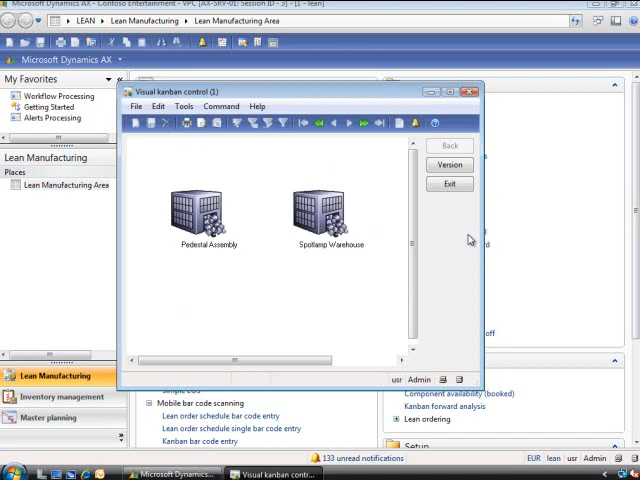 Microsoft Dynamics AX - Contoso Entertainment - VPC [AX-SRV-01: Session ID - 3] - [1 - lean]
LEAN ▸ Lean Manufacturing ▸ Lean Manufacturing Area
Microsoft Dynamics AX
My Favorites
Workflow Processing
Getting Started
Alerts Processing
Lean Manufacturing
Places
Lean Manufacturing Area
Visual kanban control (1)
File Edit Tools Command Help
Back
Version
Exit
Pedestal Assembly
Spotlamp Warehouse
usr Admin
off
Lean Manufacturing
Inventory management
Master planning
Mobile bar code scanning
Lean order schedule bar code entry
Lean order schedule single bar code entry
Kanban bar code entry
Component availability (booked)
Kanban forward analysis
Lean ordering
Setup
133 unread notifications
EUR lean usr Admin
Microsoft Dynamics...
Visual kanban contr...